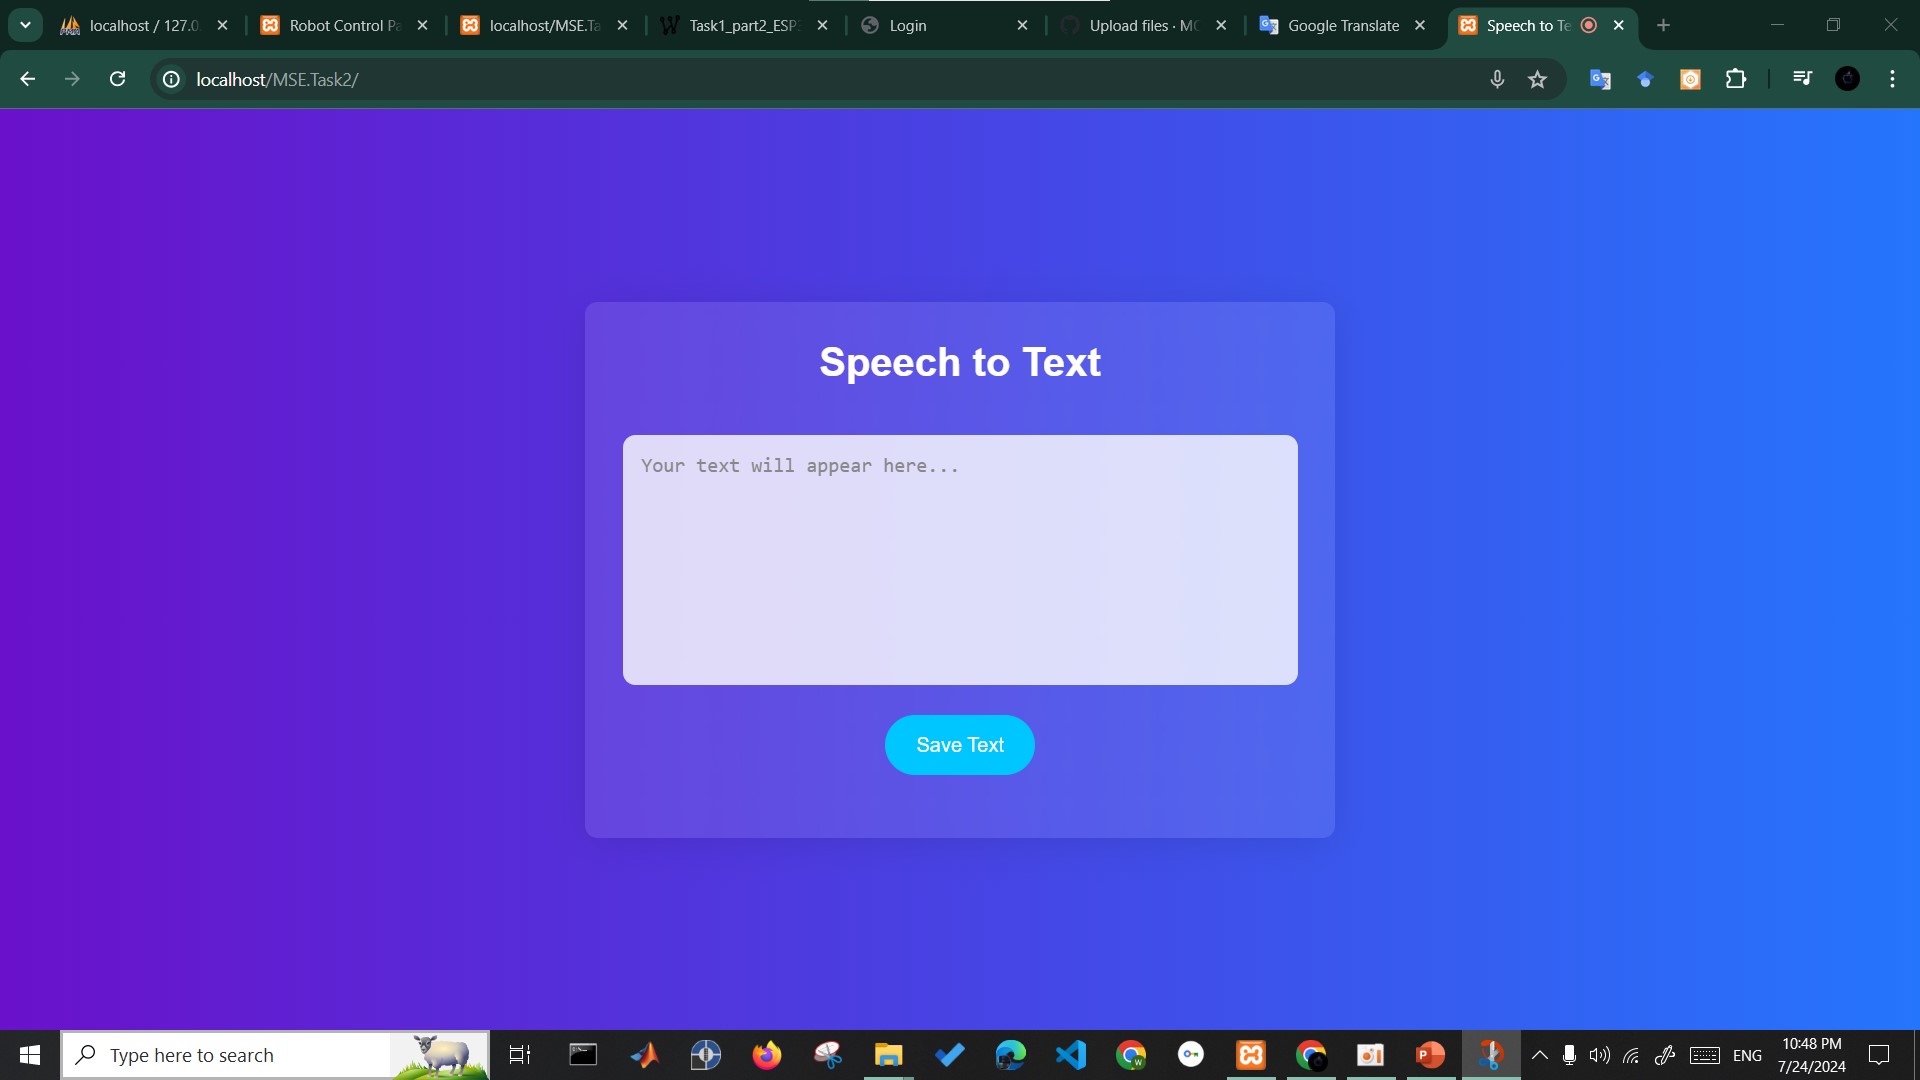 localhost / 127.0.
Robot Control Pa
localhost/MSE.Ta
Task1_part2_ESP3
Login
Upload files · MO
Google Translate
Speech to Te
localhost/MSE.Task2/
Speech to Text
Your text will appear here...
Save Text
Type here to search
ENG
10:48 PM
7/24/2024